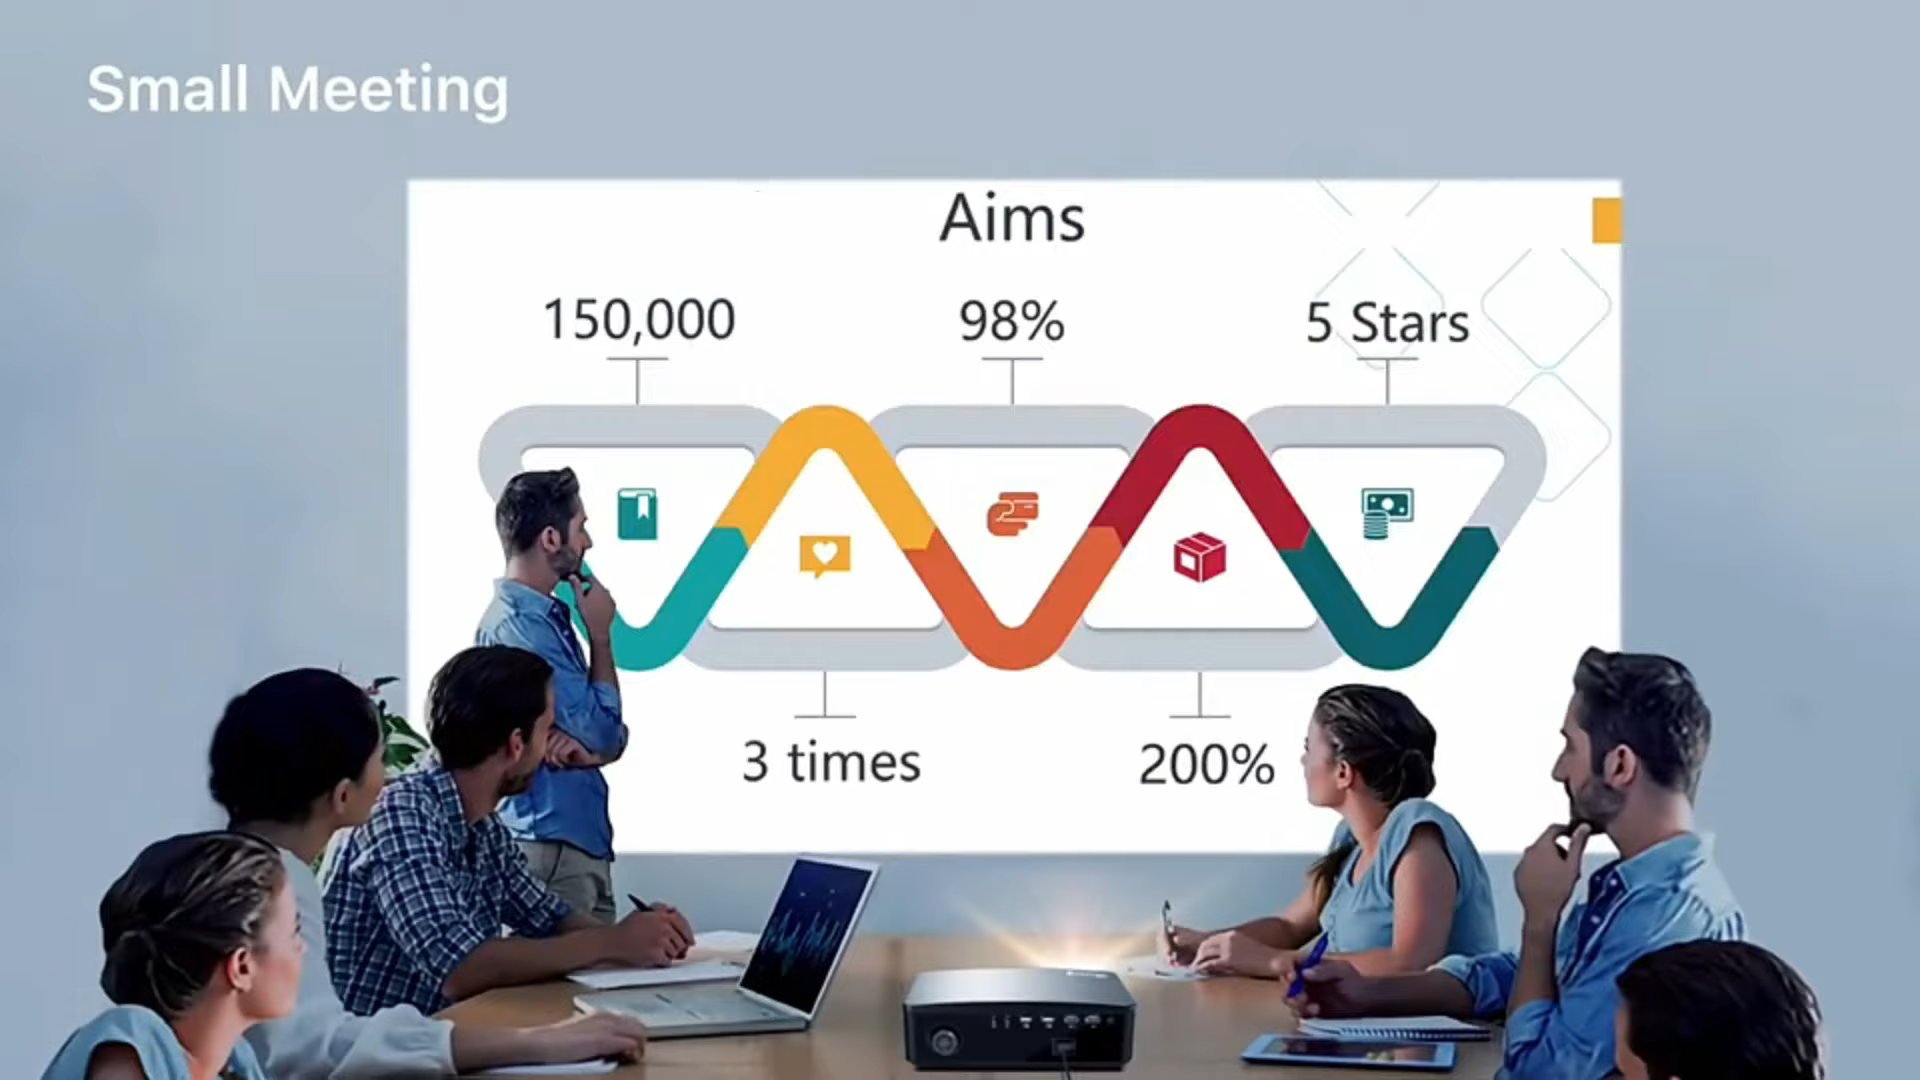 Small Meeting
Aims
150,000
98%
5 Stars
3 times
200%